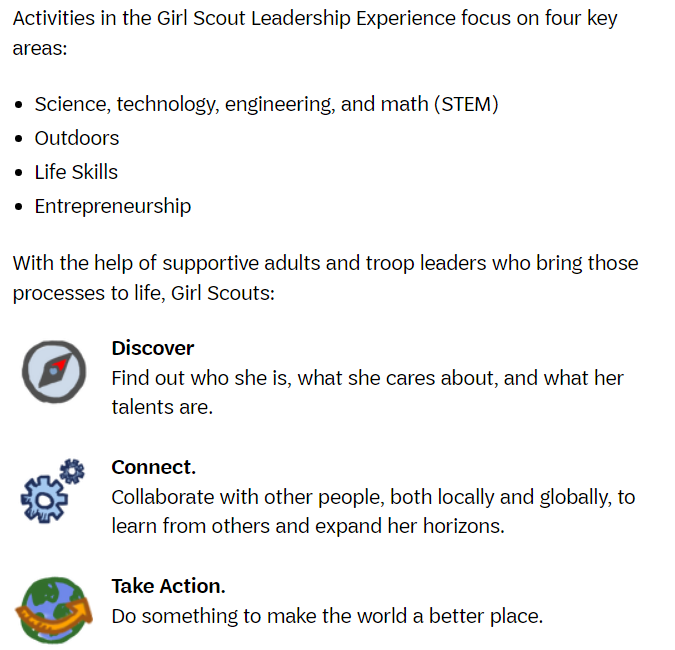 Activities in the Girl Scout Leadership Experience focus on four key
areas:
• Science, technology, engineering, and math (STEM)
• Outdoors
• Life Skills
• Entrepreneurship
With the help of supportive adults and troop leaders who bring those
processes to life, Girl Scouts:
Discover
Find out who she is, what she cares about, and what her
talents are.
Connect.
Collaborate with other people, both locally and globally, to
learn from others and expand her horizons.
Take Action.
Do something to make the world a better place.